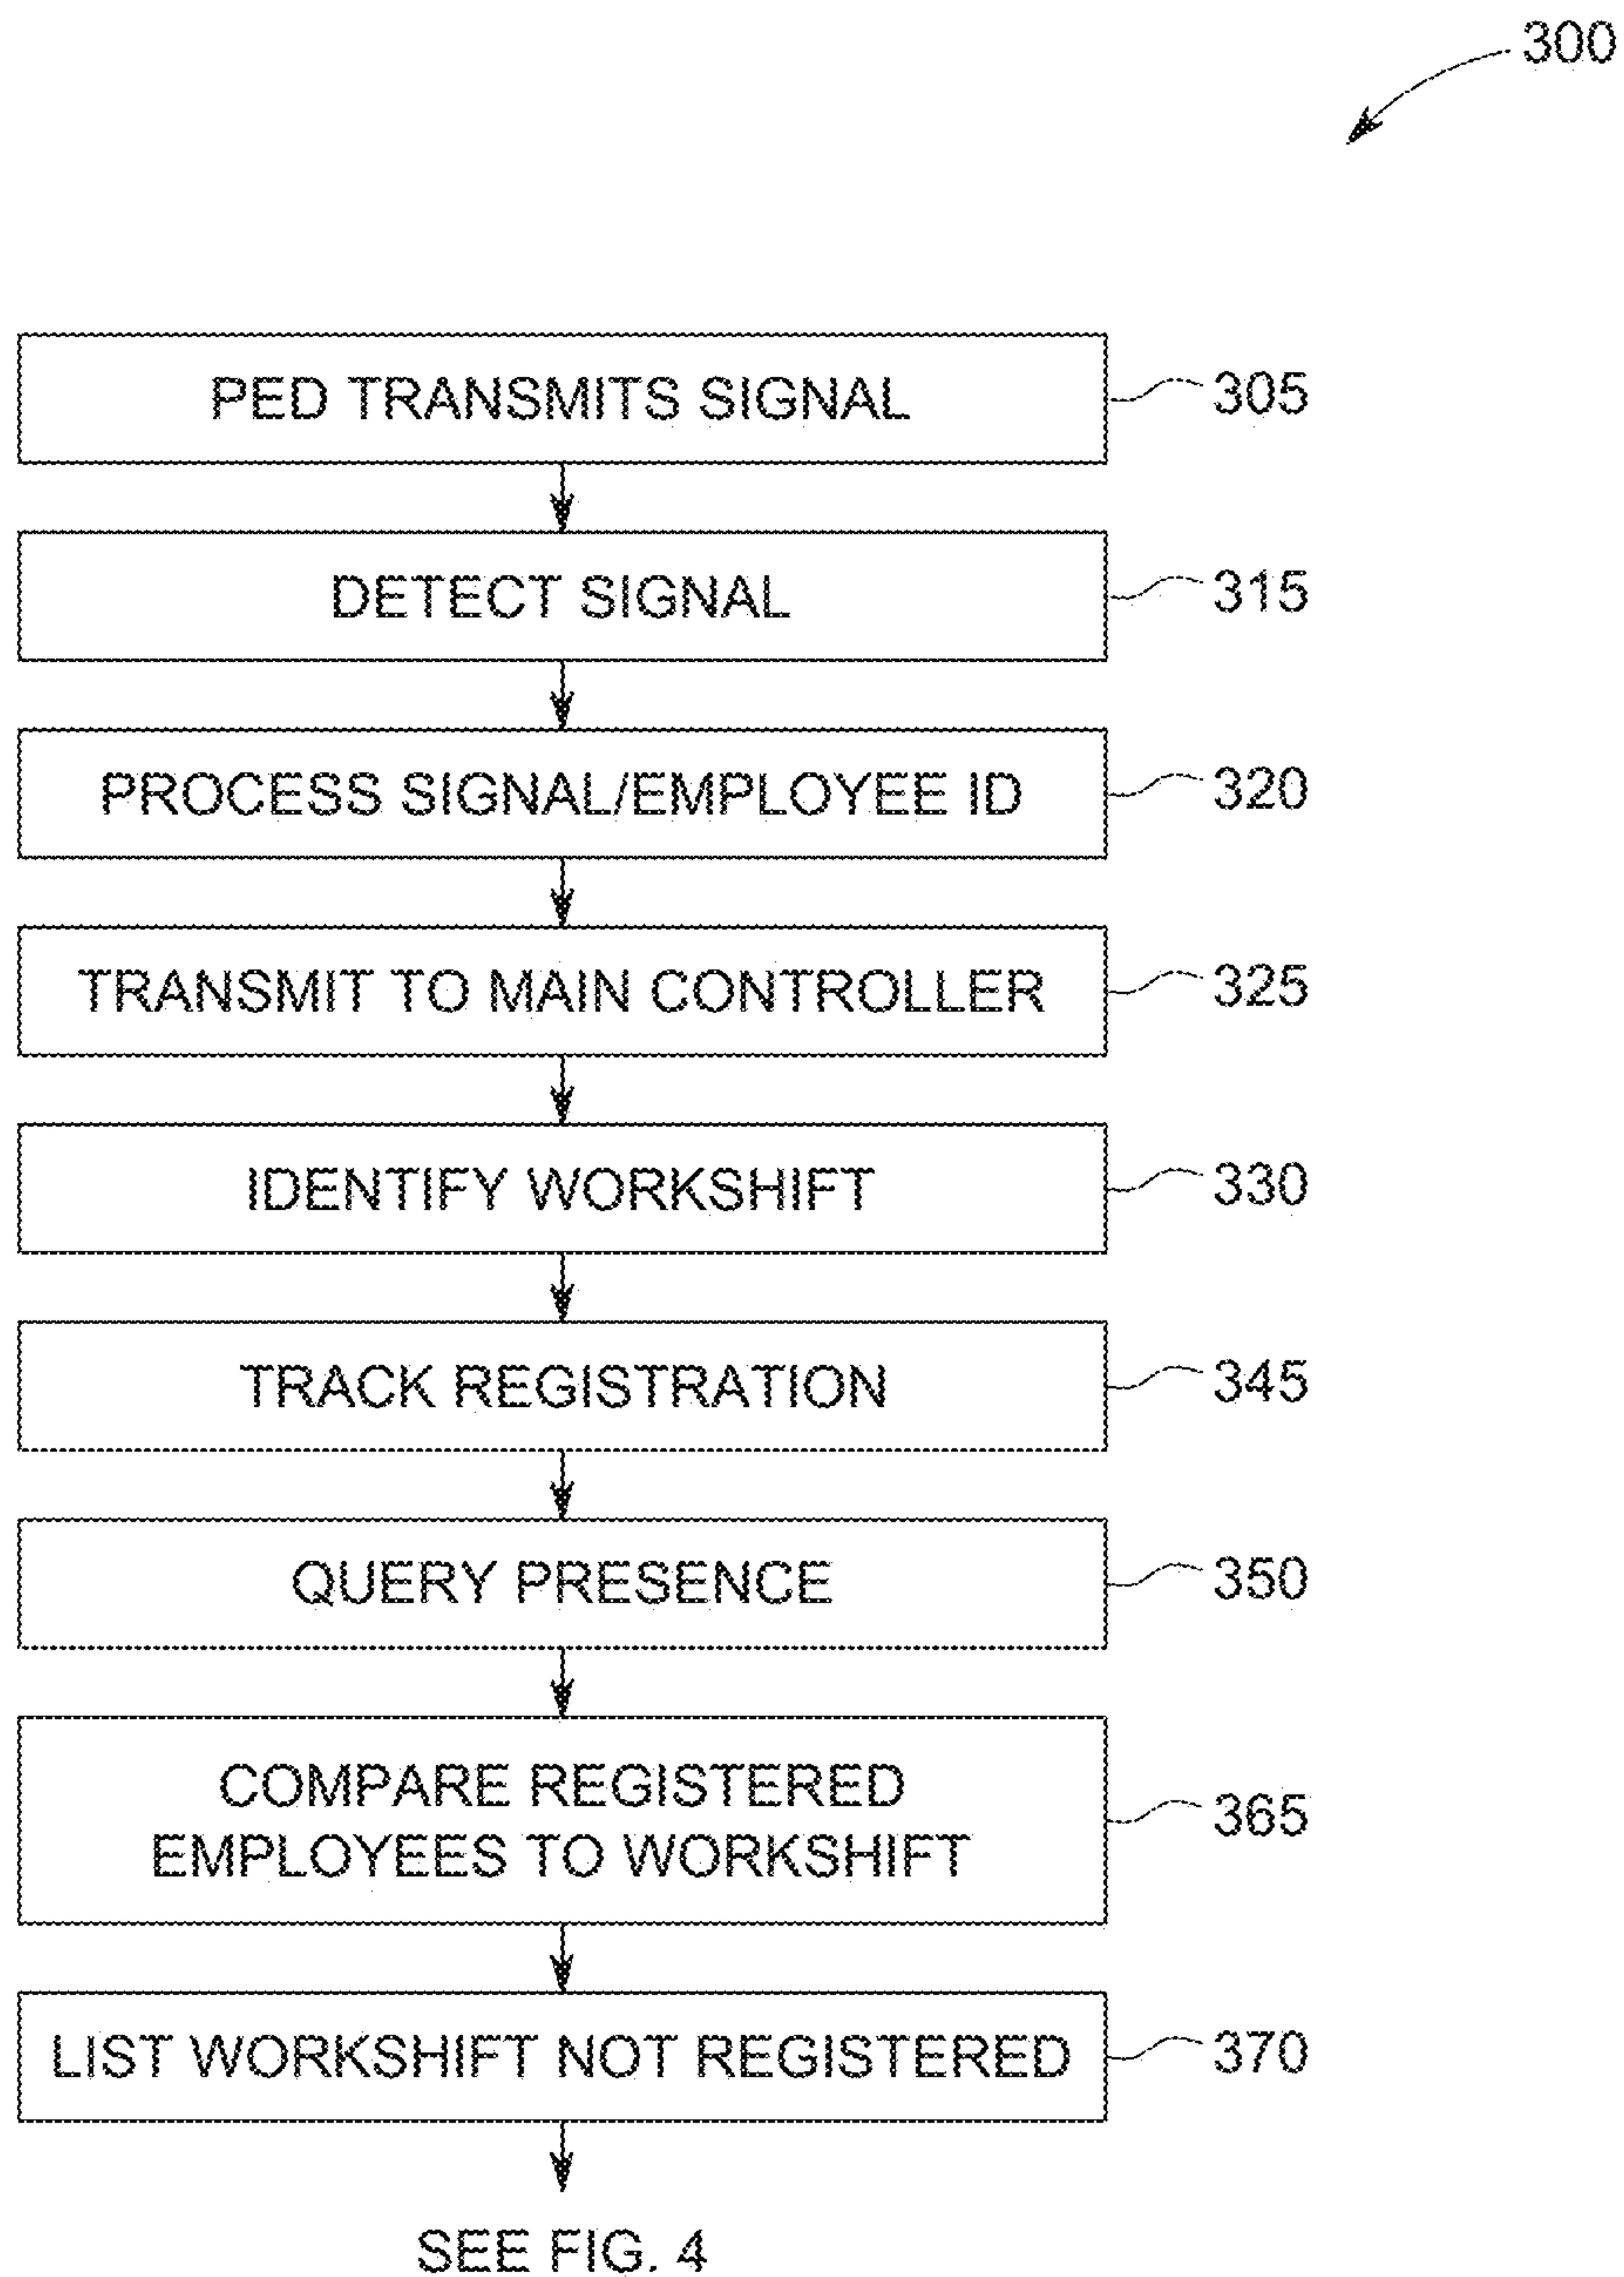 300
PED TRANSMITS SIGNAL 305
DETECT SIGNAL 315
PROCESS SIGNAL/EMPLOYEE ID 320
TRANSMIT TO MAIN CONTROLLER 325
IDENTIFY WORKSHIFT 330
TRACK REGISTRATION 345
QUERY PRESENCE 350
COMPARE REGISTERED
EMPLOYEES TO WORKSHIFT 365
LIST WORKSHIFT NOT REGISTERED 370
SEE FIG. 4